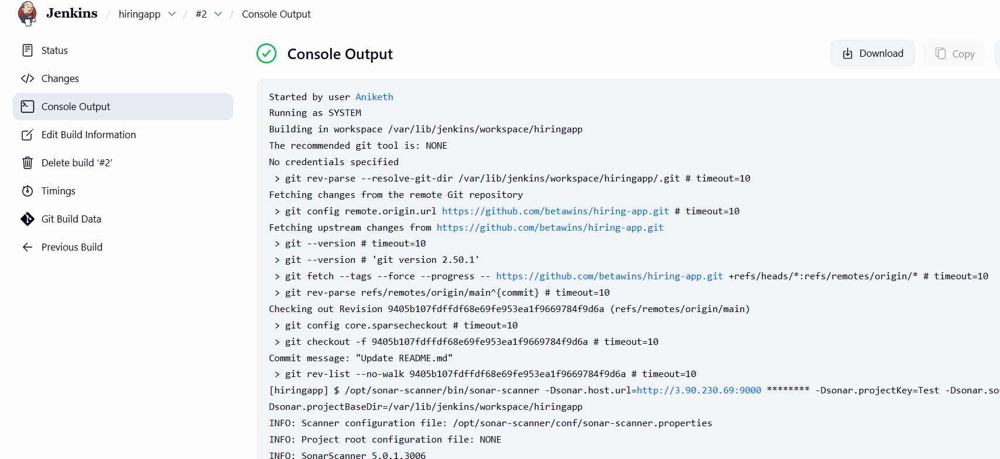 Jenkins / hiringapp / #2 / Console Output
Status
Changes
Console Output
Edit Build Information
Delete build ‘#2’
Timings
Git Build Data
Previous Build
Console Output
Download
Copy
Started by user Aniketh
Running as SYSTEM
Building in workspace /var/lib/jenkins/workspace/hiringapp
The recommended git tool is: NONE
No credentials specified
> git rev-parse --resolve-git-dir /var/lib/jenkins/workspace/hiringapp/.git # timeout=10
Fetching changes from the remote Git repository
> git config remote.origin.url https://github.com/betawins/hiring-app.git # timeout=10
Fetching upstream changes from https://github.com/betawins/hiring-app.git
> git --version # timeout=10
> git --version # 'git version 2.50.1'
> git fetch --tags --force --progress -- https://github.com/betawins/hiring-app.git +refs/heads/*:refs/remotes/origin/* # timeout=10
> git rev-parse refs/remotes/origin/main^{commit} # timeout=10
Checking out Revision 9405b107fdffdf68e69fe953ea1f9669784f9d6a (refs/remotes/origin/main)
> git config core.sparsecheckout # timeout=10
> git checkout -f 9405b107fdffdf68e69fe953ea1f9669784f9d6a # timeout=10
Commit message: "Update README.md"
> git rev-list --no-walk 9405b107fdffdf68e69fe953ea1f9669784f9d6a # timeout=10
[hiringapp] $ /opt/sonar-scanner/bin/sonar-scanner -Dsonar.host.url=http://3.90.230.69:9000 ******** -Dsonar.projectKey=Test -Dsonar.so
Dsonar.projectBaseDir=/var/lib/jenkins/workspace/hiringapp
INFO: Scanner configuration file: /opt/sonar-scanner/conf/sonar-scanner.properties
INFO: Project root configuration file: NONE
INFO: SonarScanner 5.0.1.3006